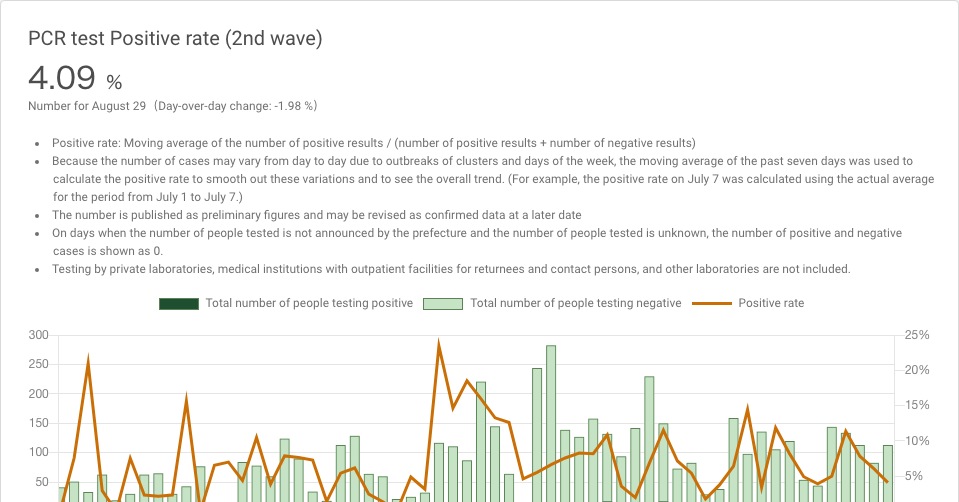 PCR test Positive rate (2nd wave)
4.09 %
Number for August 29 (Day-over-day change: -1.98 %)
• Positive rate: Moving average of the number of positive results / (number of positive results + number of negative results)
• Because the number of cases may vary from day to day due to outbreaks of clusters and days of the week, the moving average of the past seven days was used to
calculate the positive rate to smooth out these variations and to see the overall trend. (For example, the positive rate on July 7 was calculated using the actual average
for the period from July 1 to July 7.)
• The number is published as preliminary figures and may be revised as confirmed data at a later date
• On days when the number of people tested is not announced by the prefecture and the number of people tested is unknown, the number of positive and negative
cases is shown as 0.
• Testing by private laboratories, medical institutions with outpatient facilities for returnees and contact persons, and other laboratories are not included.
Total number of people testing positive Total number of people testing negative Positive rate
300 25%
250 20%
200 15%
150
100 10%
50 5%